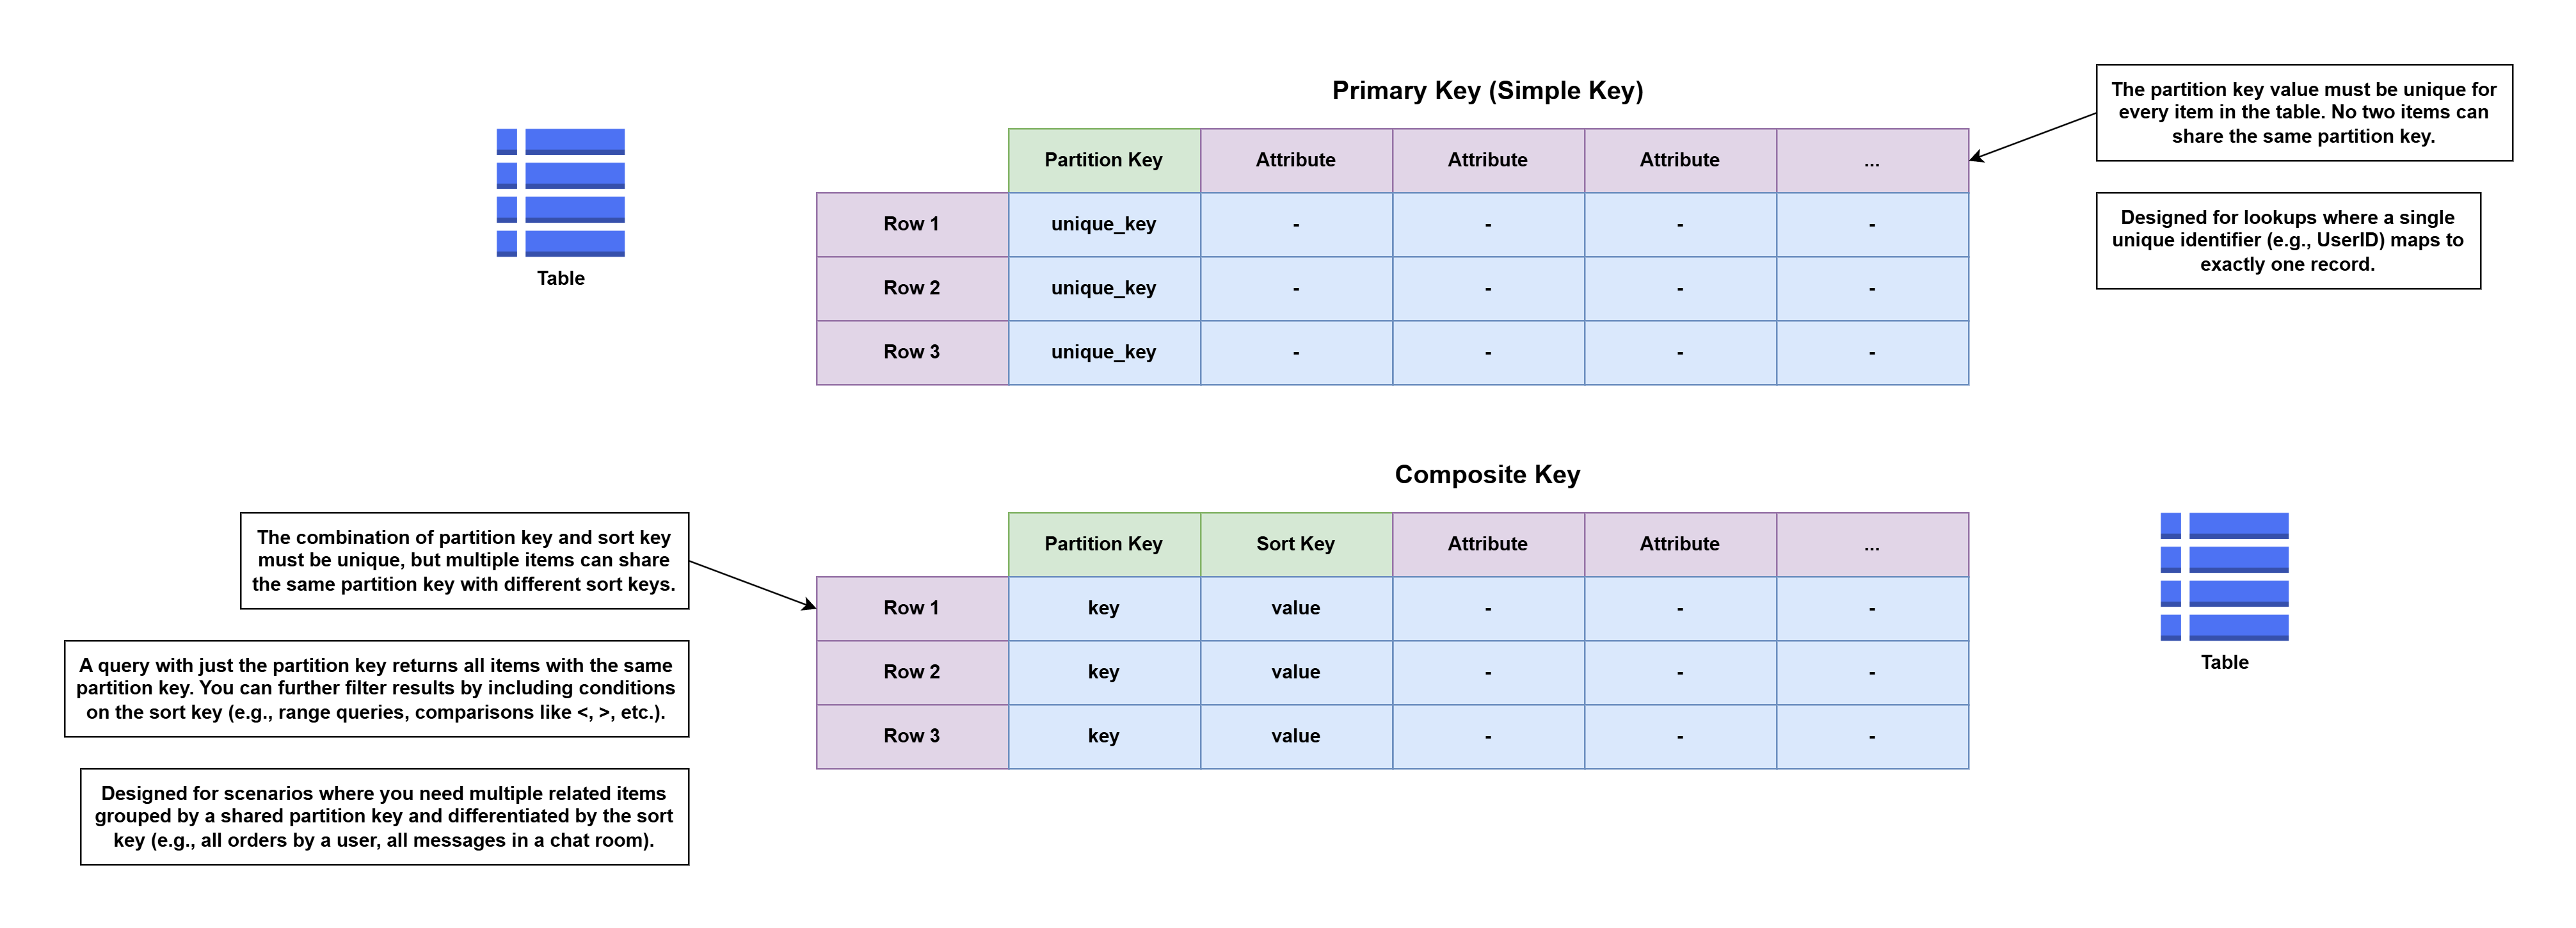 Primary Key (Simple Key)
The partition key value must be unique for
every item in the table. No two items can
share the same partition key.
Designed for lookups where a single
unique identifier (e.g., UserID) maps to
exactly one record.
Table
Partition Key Attribute Attribute Attribute ...
Row 1 unique_key - - - -
Row 2 unique_key - - - -
Row 3 unique_key - - - -
Composite Key
The combination of partition key and sort key
must be unique, but multiple items can share
the same partition key with different sort keys.
A query with just the partition key returns all items with the same
partition key. You can further filter results by including conditions
on the sort key (e.g., range queries, comparisons like <, >, etc.).
Designed for scenarios where you need multiple related items
grouped by a shared partition key and differentiated by the sort
key (e.g., all orders by a user, all messages in a chat room).
Partition Key Sort Key Attribute Attribute ...
Row 1 key value - - -
Row 2 key value - - -
Row 3 key value - - -
Table